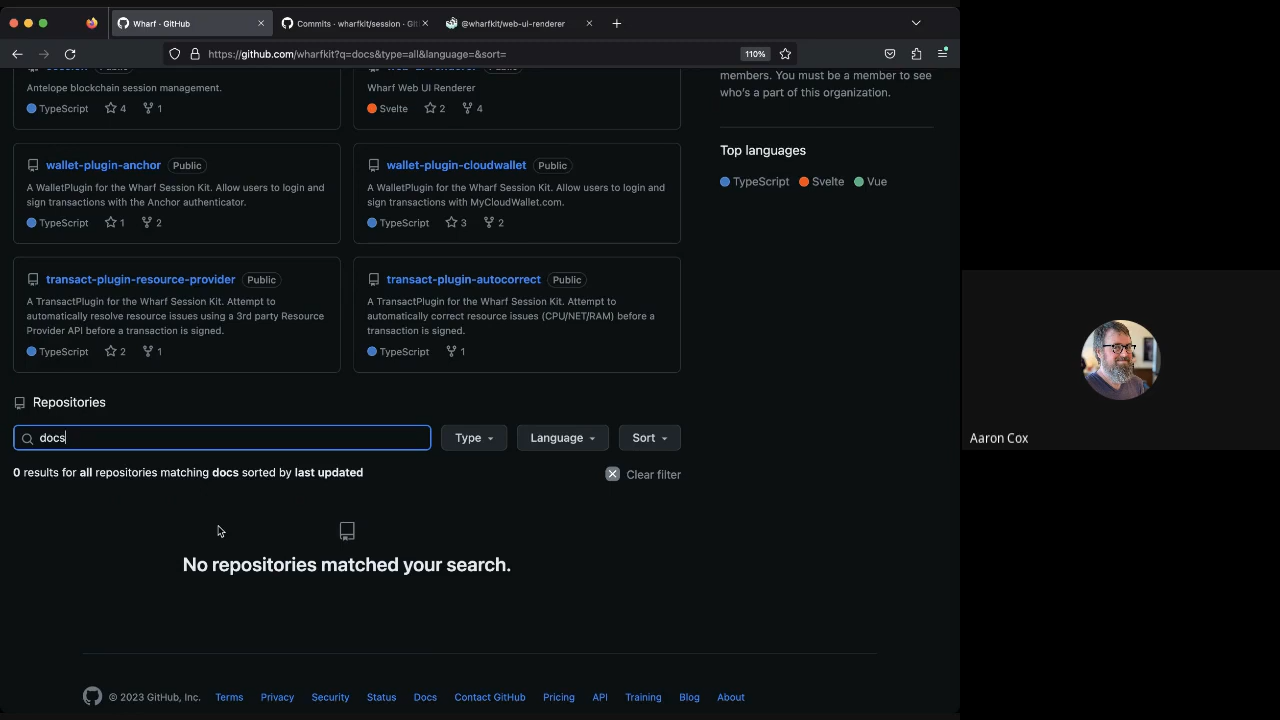 Wharf · GitHub
Commits · wharfkit/session · Git
@wharfkit/web-ui-renderer
https://github.com/wharfkit?q=docs&type=all&language=&sort=
110%
Public
Public
Antelope blockchain session management.
TypeScript 4 1
Wharf Web UI Renderer
Svelte 2 4
members. You must be a member to see
who's a part of this organization.
Top languages
TypeScript Svelte Vue
wallet-plugin-anchor Public
A WalletPlugin for the Wharf Session Kit. Allow users to login and
sign transactions with the Anchor authenticator.
TypeScript 1 2
wallet-plugin-cloudwallet Public
A WalletPlugin for the Wharf Session Kit. Allow users to login and
sign transactions with MyCloudWallet.com.
TypeScript 3 2
transact-plugin-resource-provider Public
A TransactPlugin for the Wharf Session Kit. Attempt to
automatically resolve resource issues using a 3rd party Resource
Provider API before a transaction is signed.
TypeScript 2 1
transact-plugin-autocorrect Public
A TransactPlugin for the Wharf Session Kit. Attempt to
automatically correct resource issues (CPU/NET/RAM) before a
transaction is signed.
TypeScript 1
Repositories
docs
Type Language Sort
0 results for all repositories matching docs sorted by last updated
Clear filter
No repositories matched your search.
© 2023 GitHub, Inc. Terms Privacy Security Status Docs Contact GitHub Pricing API Training Blog About
Aaron Cox